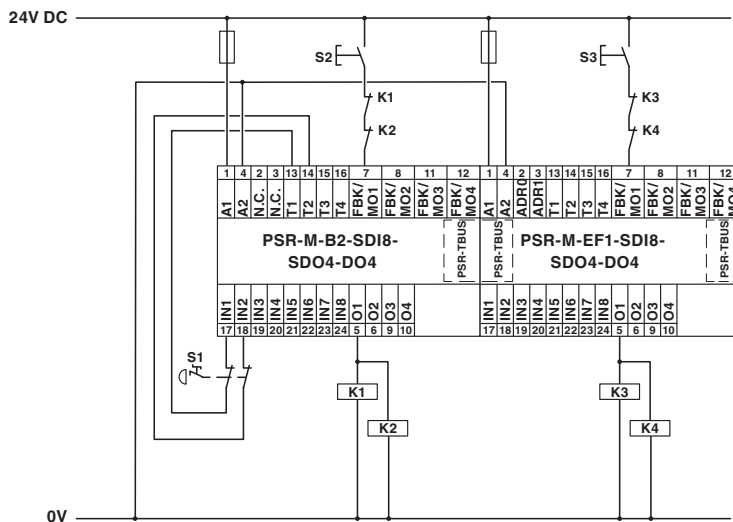 24V DC
S2
S3
K1
K3
K2
K4
1 4 2 3 13 14 15 16 7 8 11 12 1 4 2 3 13 14 15 16 7 8 11 12
A1 A2 N.C. N.C. T1 T2 T3 T4 FBK/MO1 FBK/MO2 FBK/MO3 FBK/MO4 A1 A2 ADR0 ADR1 T1 T2 T3 T4 FBK/MO1 FBK/MO2 FBK/MO3 FBK/MO4
PSR-M-B2-SDI8-
SDO4-DO4
PSR-TBUS
PSR-TBUS
PSR-M-EF1-SDI8-
SDO4-DO4
PSR-TBUS
IN1 IN2 IN3 IN4 IN5 IN6 IN7 IN8 O1 O2 O3 O4 IN1 IN2 IN3 IN4 IN5 IN6 IN7 IN8 O1 O2 O3 O4
17 18 19 20 21 22 23 24 5 6 9 10 17 18 19 20 21 22 23 24 5 6 9 10
S1
K1
K3
K2
K4
0V